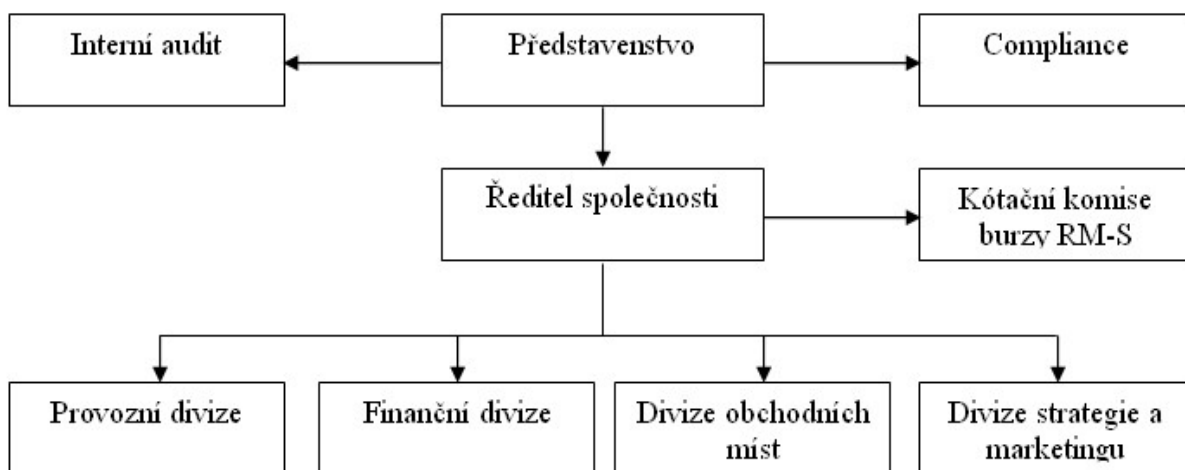 Interní audit
Představenstvo
Compliance
Ředitel společnosti
Kótační komise
burzy RM-S
Provozní divize
Finanční divize
Divize obchodních
míst
Divize strategie a
marketingu